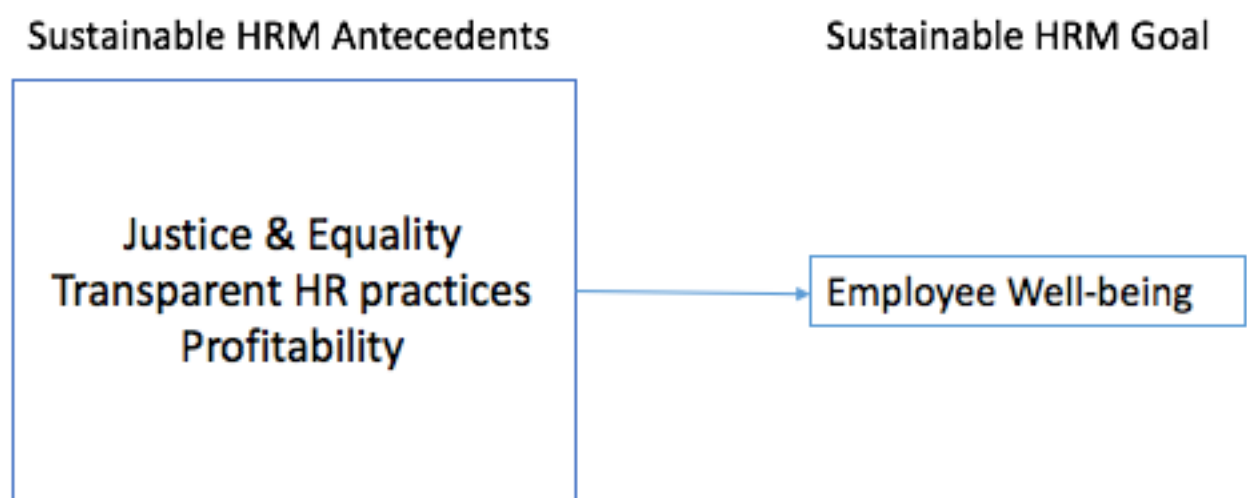 Sustainable HRM Antecedents
Sustainable HRM Goal
Justice & Equality
Transparent HR practices
Profitability
Employee Well-being